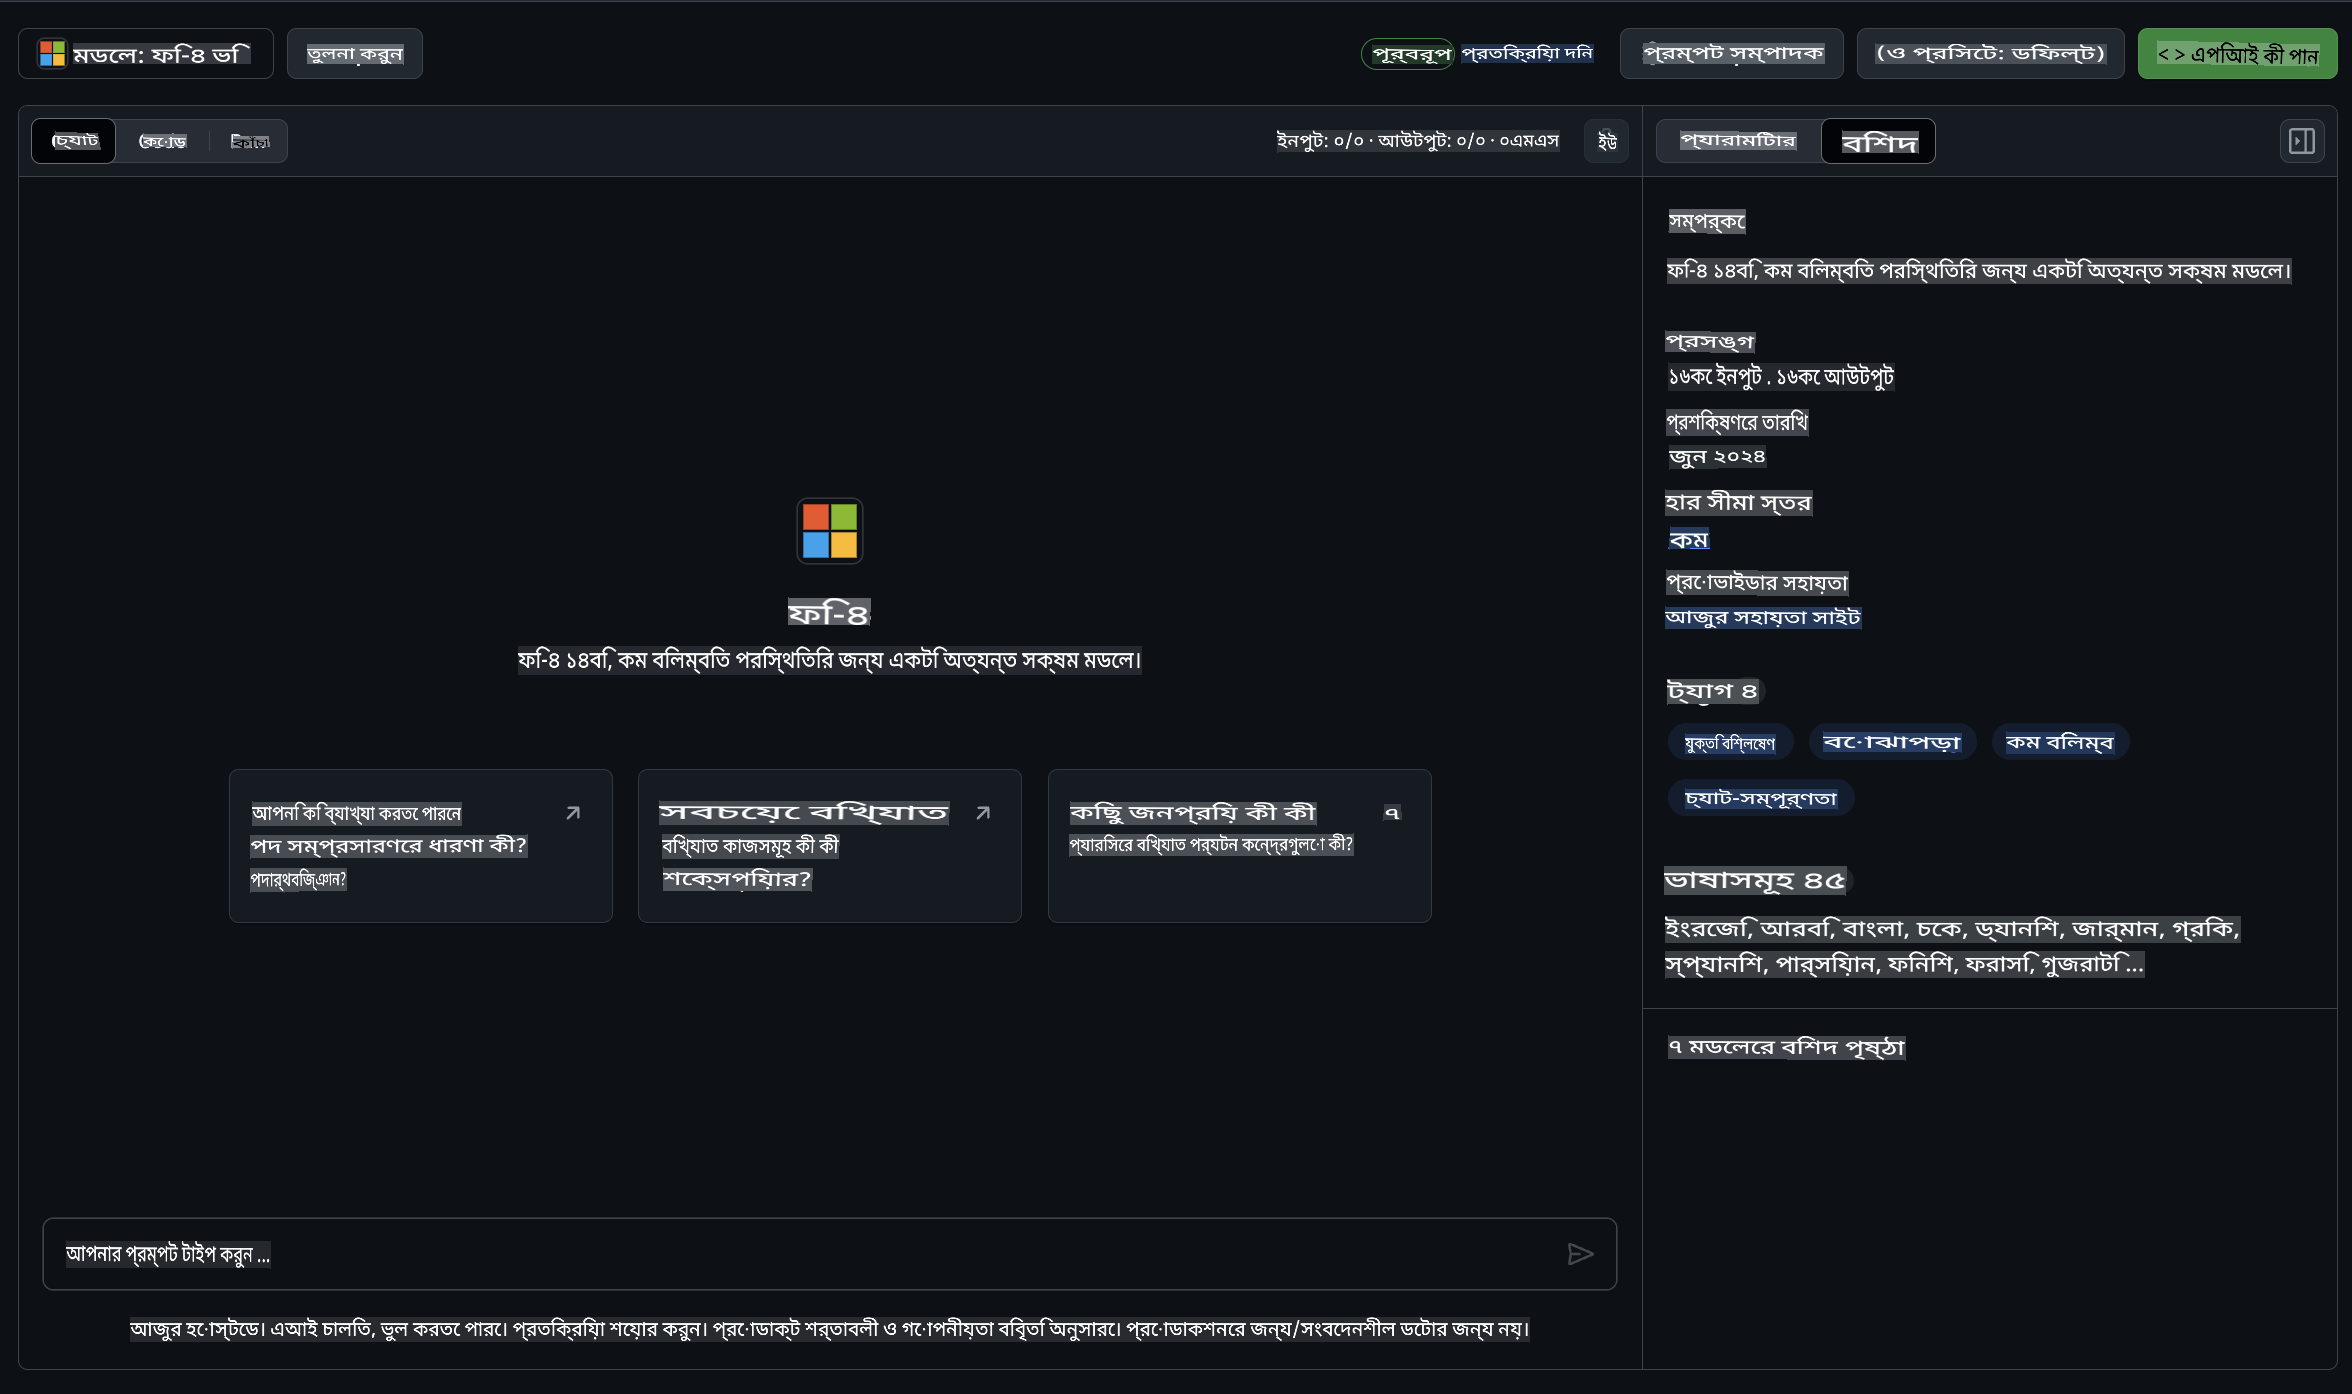 মডেল: ফি-৪
তুলনা করুন
পূর্বরূপ
প্রতিক্রিয়া দিন
প্রম্পট সম্পাদক
(ও প্রিসেট: ডিফল্ট)
< > এপিআই কী পান
চ্যাট
কোড
ইনপুট: ০/০ · আউটপুট: ০/০ · ০এমএস
ইউ
প্যারামিটার
বিশদ
ফি-৪
ফি-৪ ১৪বি, কম বিলম্বিত পরিস্থিতির জন্য একটি অত্যন্ত সক্ষম মডেল।
আপনি কি ব্যাখ্যা করতে পারেন
পদ সম্প্রসারণের ধারণা কী?
পদার্থবিজ্ঞান?
সবচেয়ে বিখ্যাত
বিখ্যাত কাজসমূহ কী কী
শেক্সপিয়ার?
কিছু জনপ্রিয় কী কী
৭
প্যারিসের বিখ্যাত পর্যটন কেন্দ্রগুলো কী?
আপনার প্রম্পট টাইপ করুন ...
আজুর হোস্টেড। এআই চালিত, ভুল করতে পারে। প্রতিক্রিয়া শেয়ার করুন। প্রোডাক্ট শর্তাবলী ও গোপনীয়তা বিবৃতি অনুসারে। প্রোডাকশনের জন্য/সংবেদনশীল ডেটার জন্য নয়।
সম্পর্কে
ফি-৪ ১৪বি, কম বিলম্বিত পরিস্থিতির জন্য একটি অত্যন্ত সক্ষম মডেল।
প্রসঙ্গ
১৬কে ইনপুট . ১৬কে আউটপুট
প্রশিক্ষণের তারিখ
জুন ২০২৪
হার সীমা স্তর
কম
প্রোভাইডার সহায়তা
আজুর সহায়তা সাইট
ট্যাগ ৪
যুক্তি বিশ্লেষণ
বোঝাপড়া
কম বিলম্ব
চ্যাট-সম্পূর্ণতা
ভাষাসমূহ ৪৫
ইংরেজি, আরবি, বাংলা, চেক, ড্যানিশ, জার্মান, গ্রিক,
স্প্যানিশ, পার্সিয়ান, ফিনিশ, ফরাসি, গুজরাটি ...
৭ মডেলের বিশদ পৃষ্ঠা